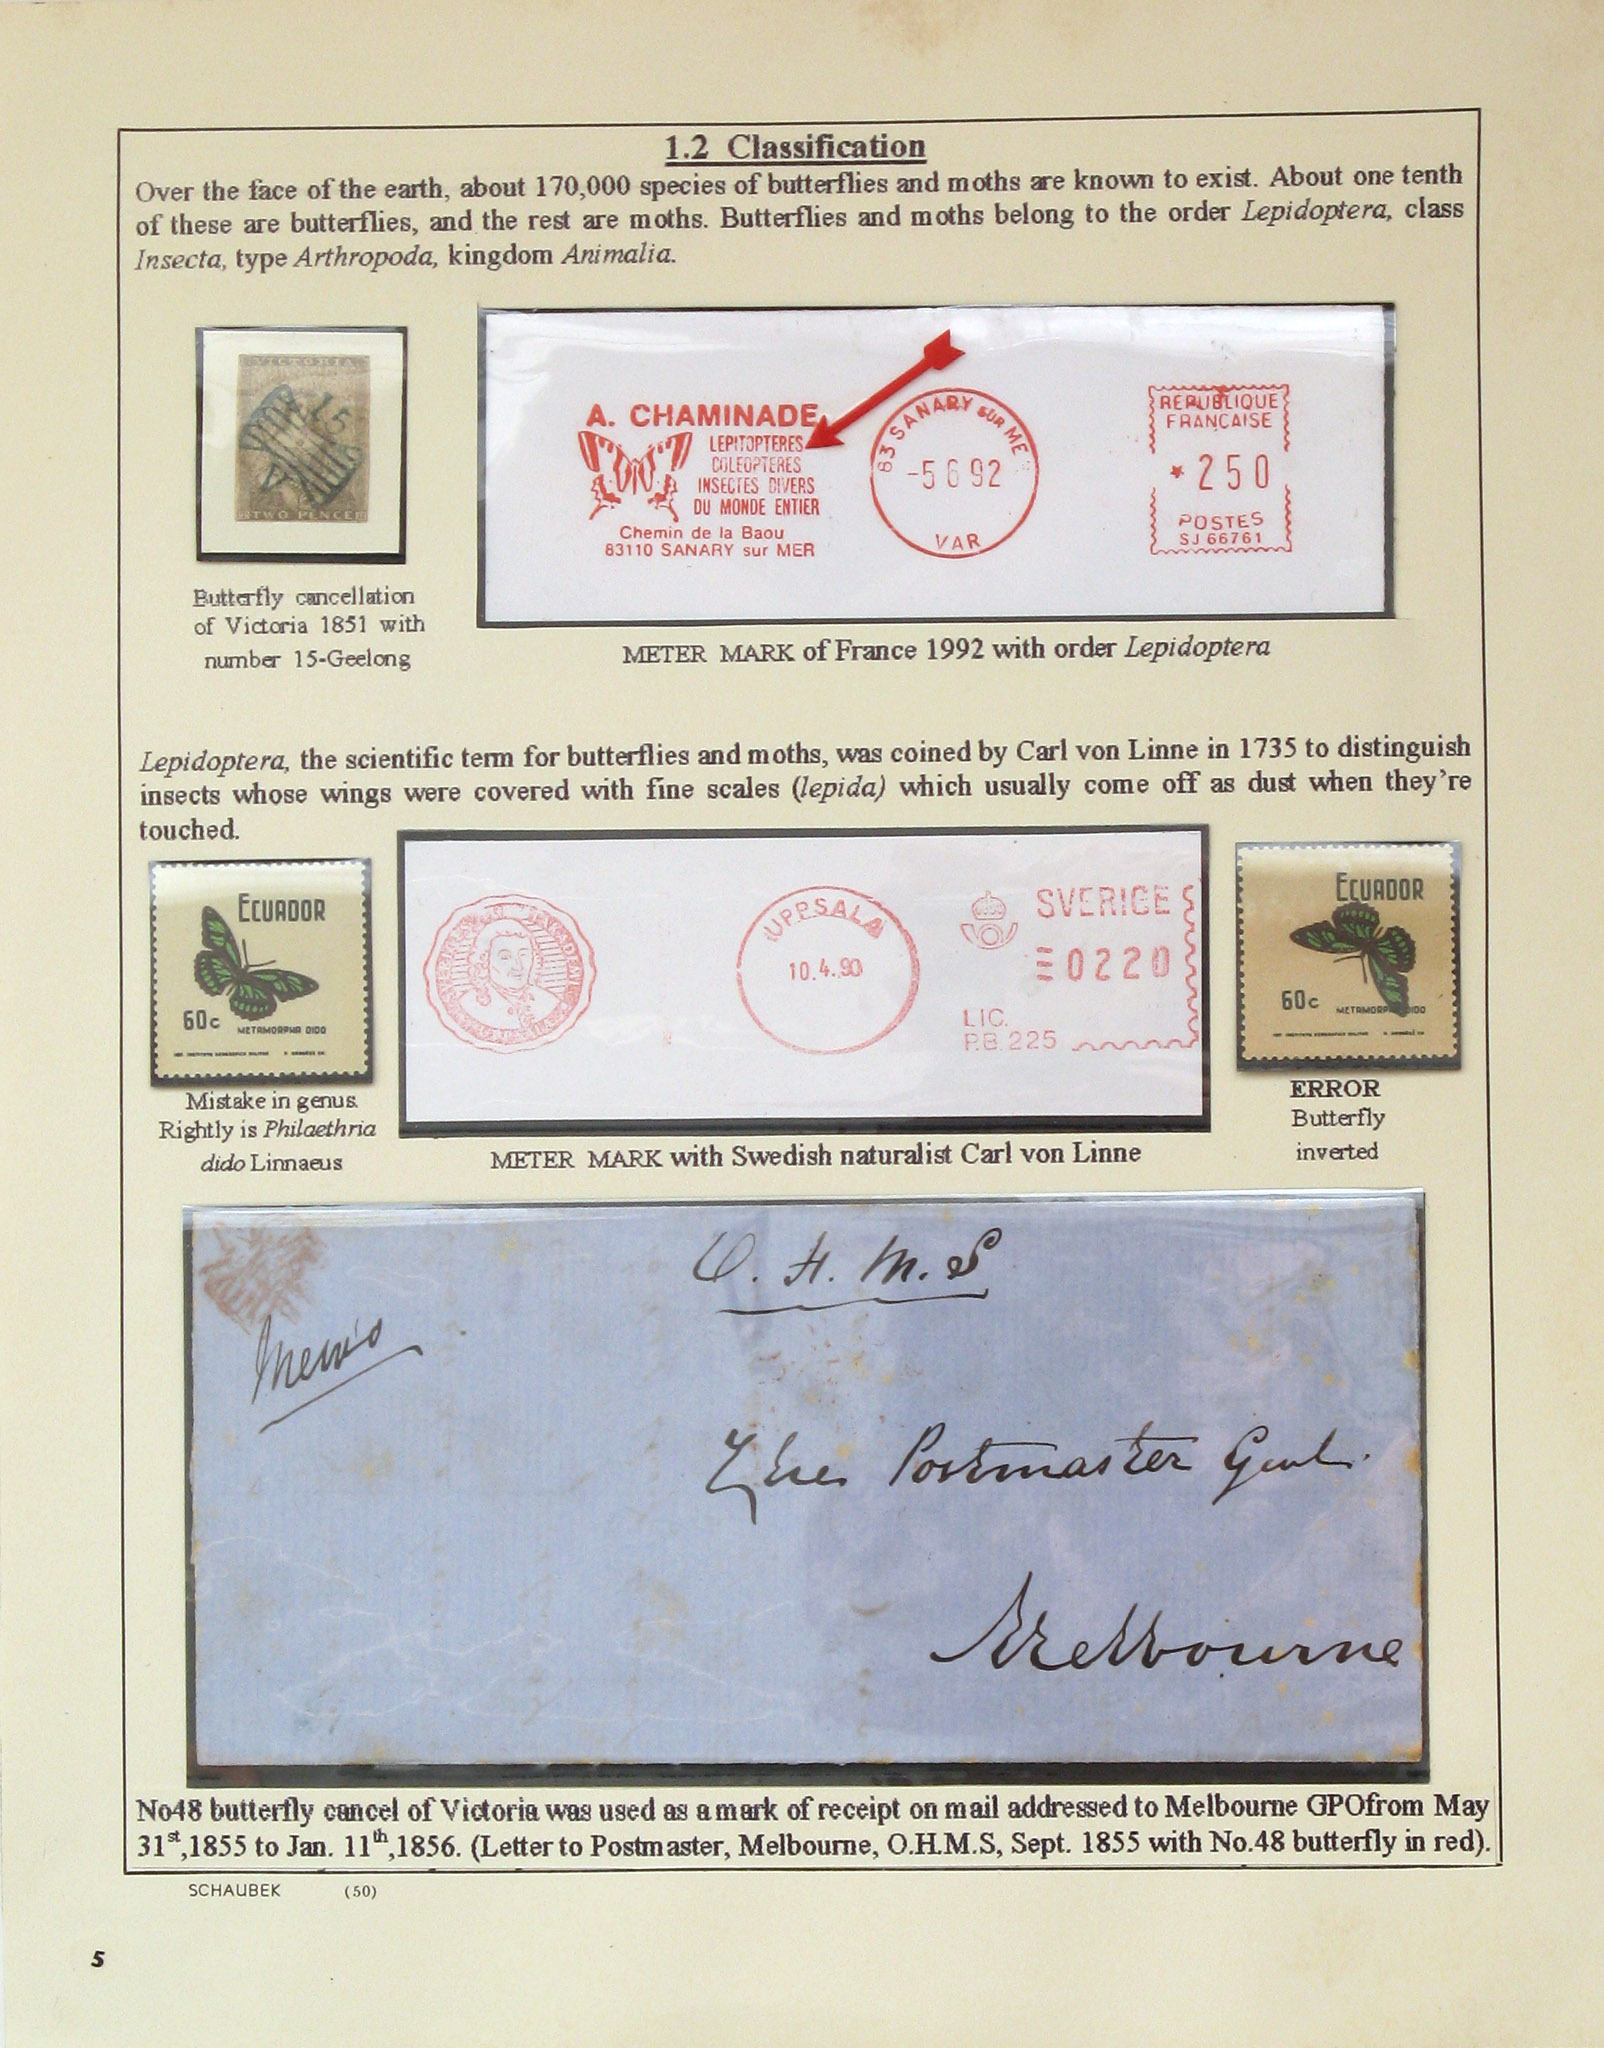 1.2 Classification
Over the face of the earth, about 170,000 species of butterflies and moths are known to exist. About one tenth
of these are butterflies, and the rest are moths. Butterflies and moths belong to the order Lepidoptera, class
Insecta, type Arthropoda, kingdom Animalia.
VICTORIA
15
TWO PENCE
Butterfly cancellation
of Victoria 1851 with
number 15-Geelong
A. CHAMINADE
LEPITOPTERES
COLEOPTERES
INSECTES DIVERS
DU MONDE ENTIER
Chemin de la Baou
83110 SANARY sur MER
83 SANARY SUR ME
-5 6 92
VAR
REPUBLIQUE
FRANCAISE
* 250
POSTES
SJ 66761
METER MARK of France 1992 with order Lepidoptera
Lepidoptera, the scientific term for butterflies and moths, was coined by Carl von Linne in 1735 to distinguish
insects whose wings were covered with fine scales (lepida) which usually come off as dust when they're
touched.
ECUADOR
60c
METAMORPHA DIDO
Mistake in genus.
Rightly is Philaethria
dido Linnaeus
UPPSALA
10.4.90
SVERIGE
0220
LIC.
P.B. 225
METER MARK with Swedish naturalist Carl von Linne
ECUADOR
60c
METAMORPHA DIDO
ERROR
Butterfly
inverted
O. H. M. S
The Postmaster Genl.
Melbourne
No48 butterfly cancel of Victoria was used as a mark of receipt on mail addressed to Melbourne GPOfrom May
31st,1855 to Jan. 11th,1856. (Letter to Postmaster, Melbourne, O.H.M.S, Sept. 1855 with No.48 butterfly in red).
SCHAUBEK (50)
5